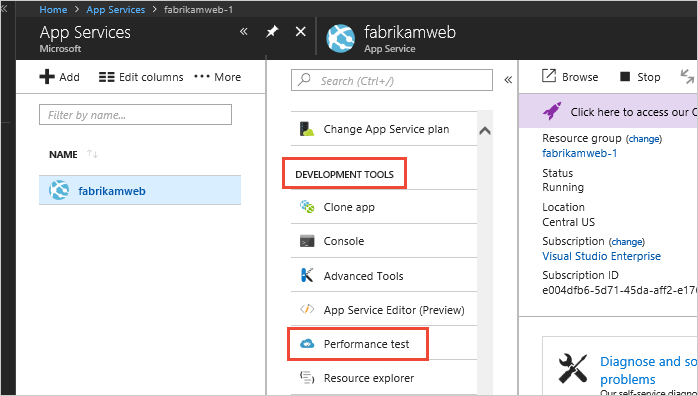 Home > App Services > fabrikamweb-1
App Services
Microsoft
fabrikamweb
App Service
Add
Edit columns
More
Filter by name...
NAME
fabrikamweb
Search (Ctrl+/)
Change App Service plan
DEVELOPMENT TOOLS
Clone app
Console
Advanced Tools
App Service Editor (Preview)
Performance test
Resource explorer
Browse
Stop
Click here to access our
Resource group (change)
fabrikamweb-1
Status
Running
Location
Central US
Subscription (change)
Visual Studio Enterprise
Subscription ID
e004dfb6-5d71-45da-aff2-e17
Diagnose and so
problems
Our self-service diagno